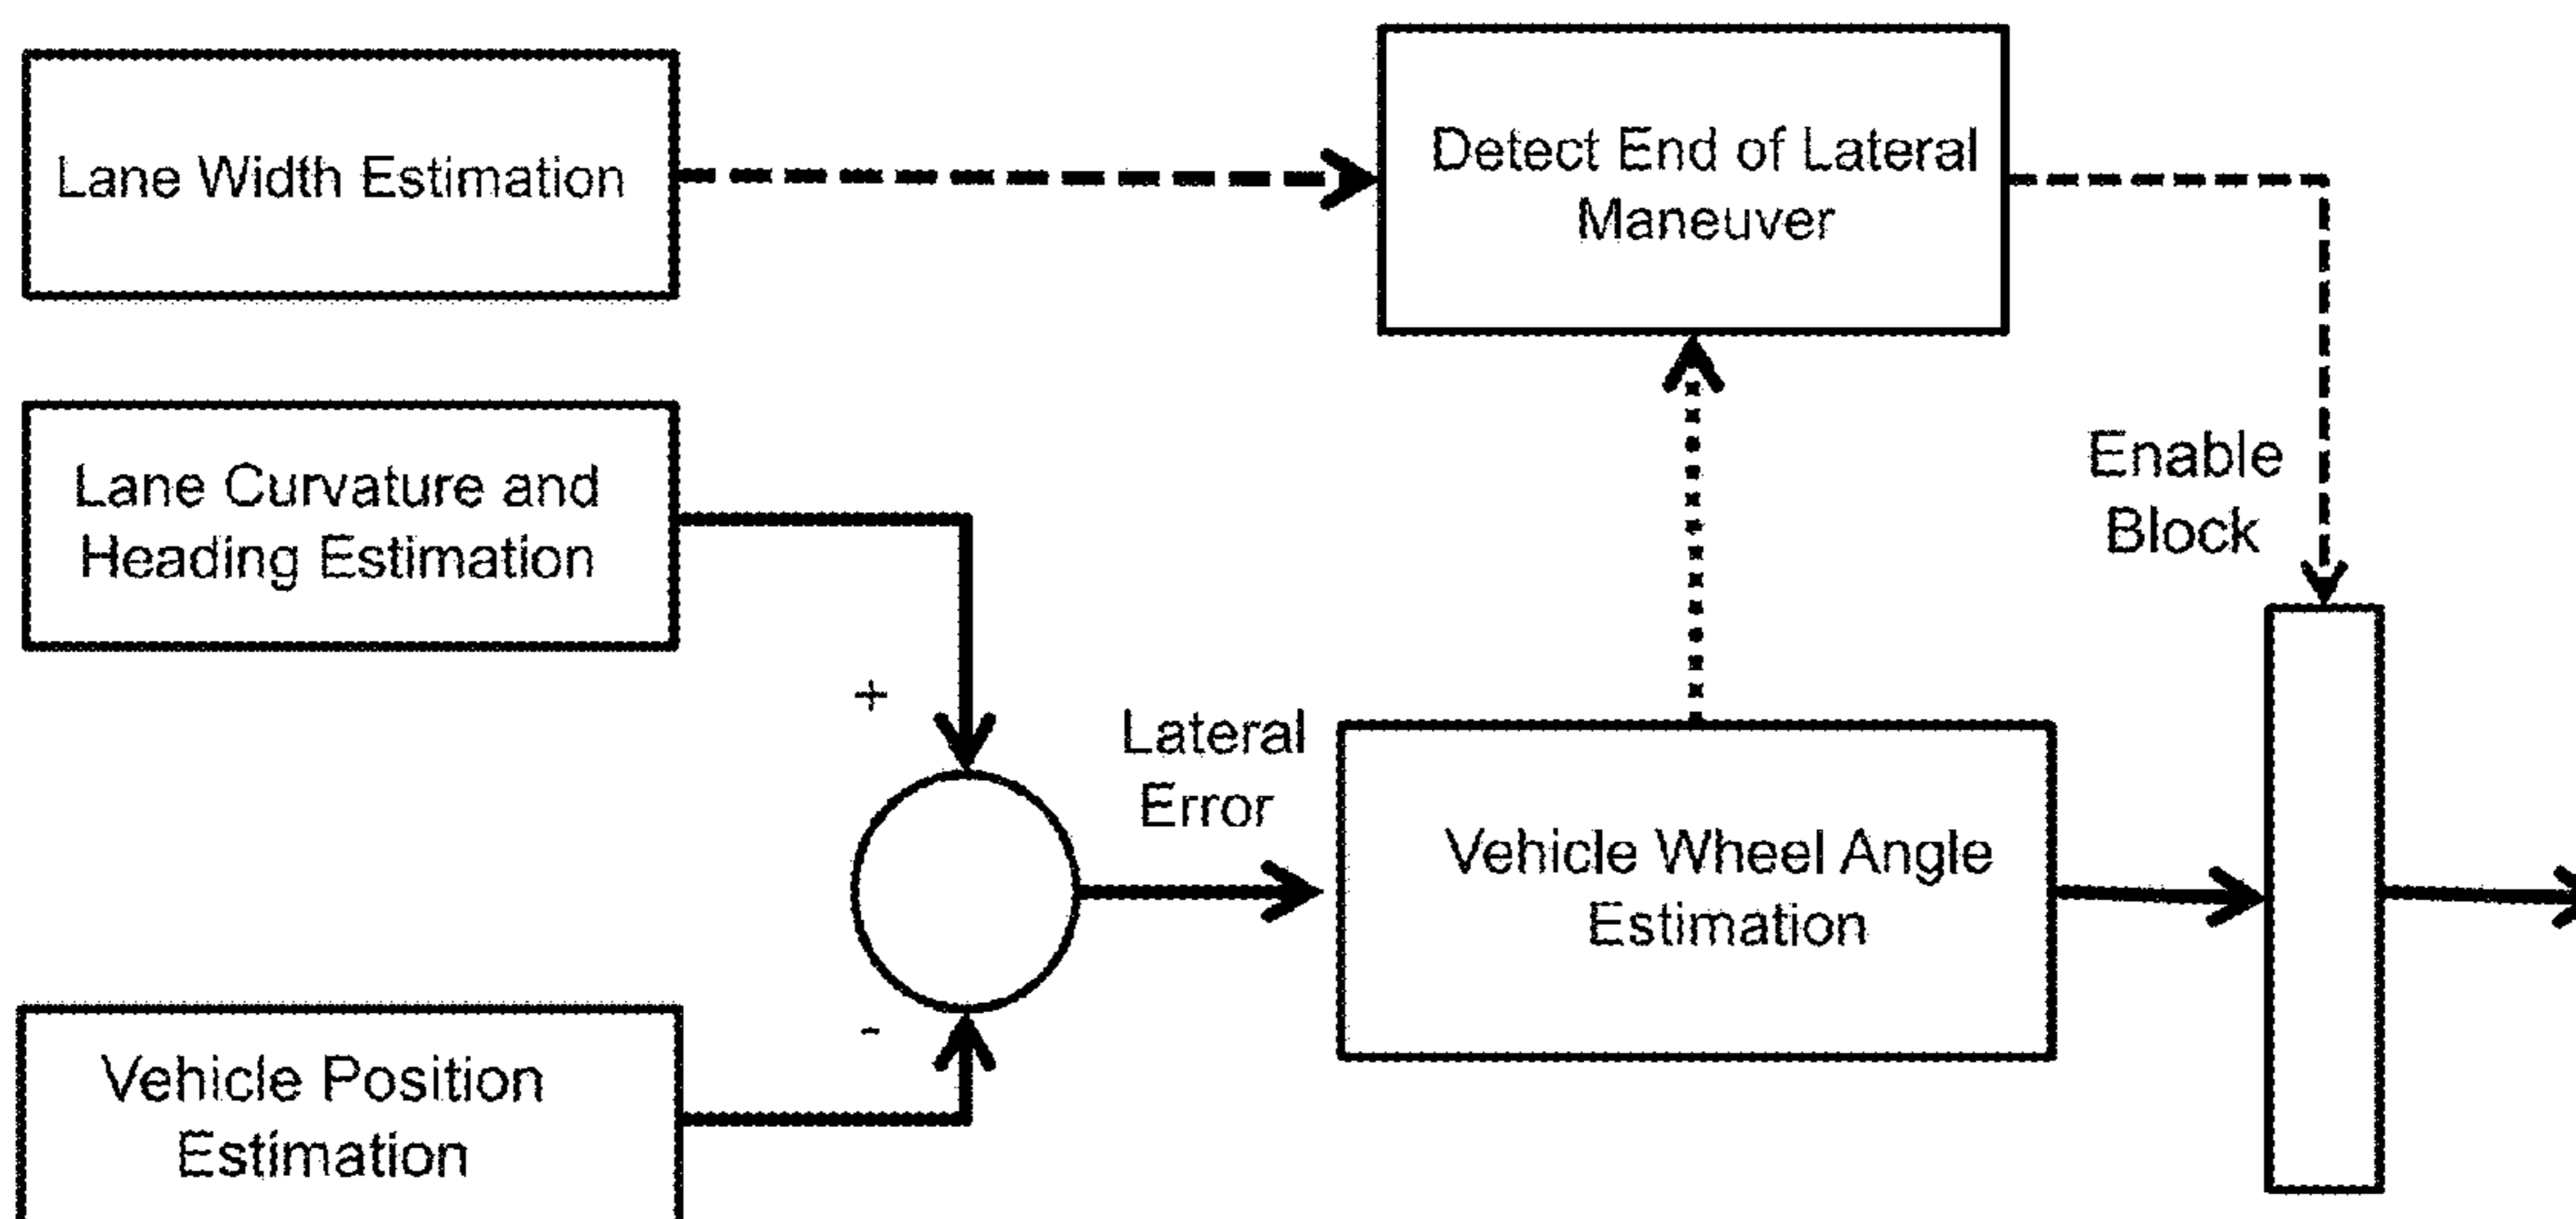 Lane Width Estimation
Detect End of Lateral
Maneuver
Lane Curvature and
Heading Estimation
Enable
Block
+
Lateral
Error
Vehicle Wheel Angle
Estimation
-
Vehicle Position
Estimation